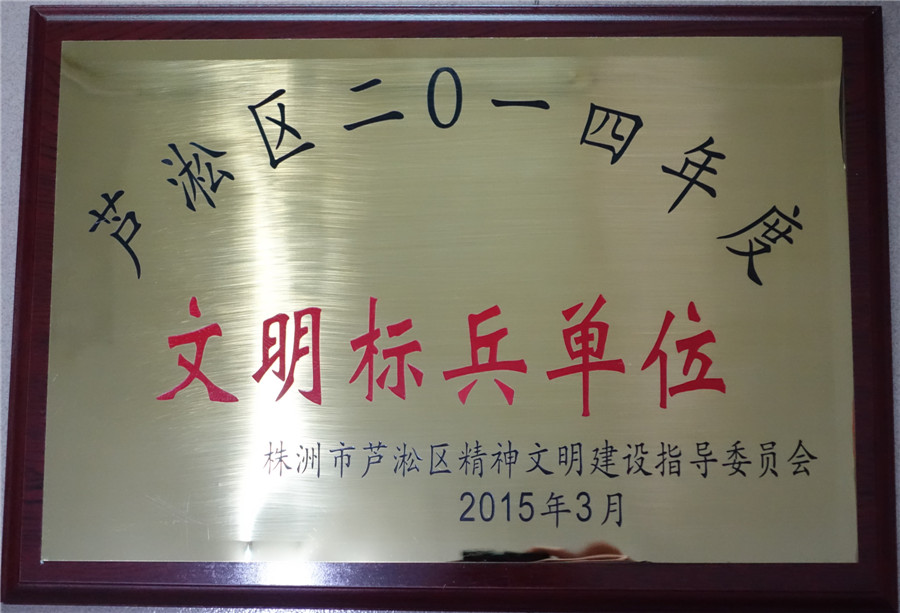 芦淞区二0一四年度
文明标兵单位
株洲市芦淞区精神文明建设指导委员会
2015年3月